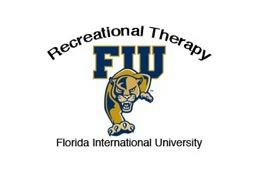 Recreational Therapy
FIU
Florida International University